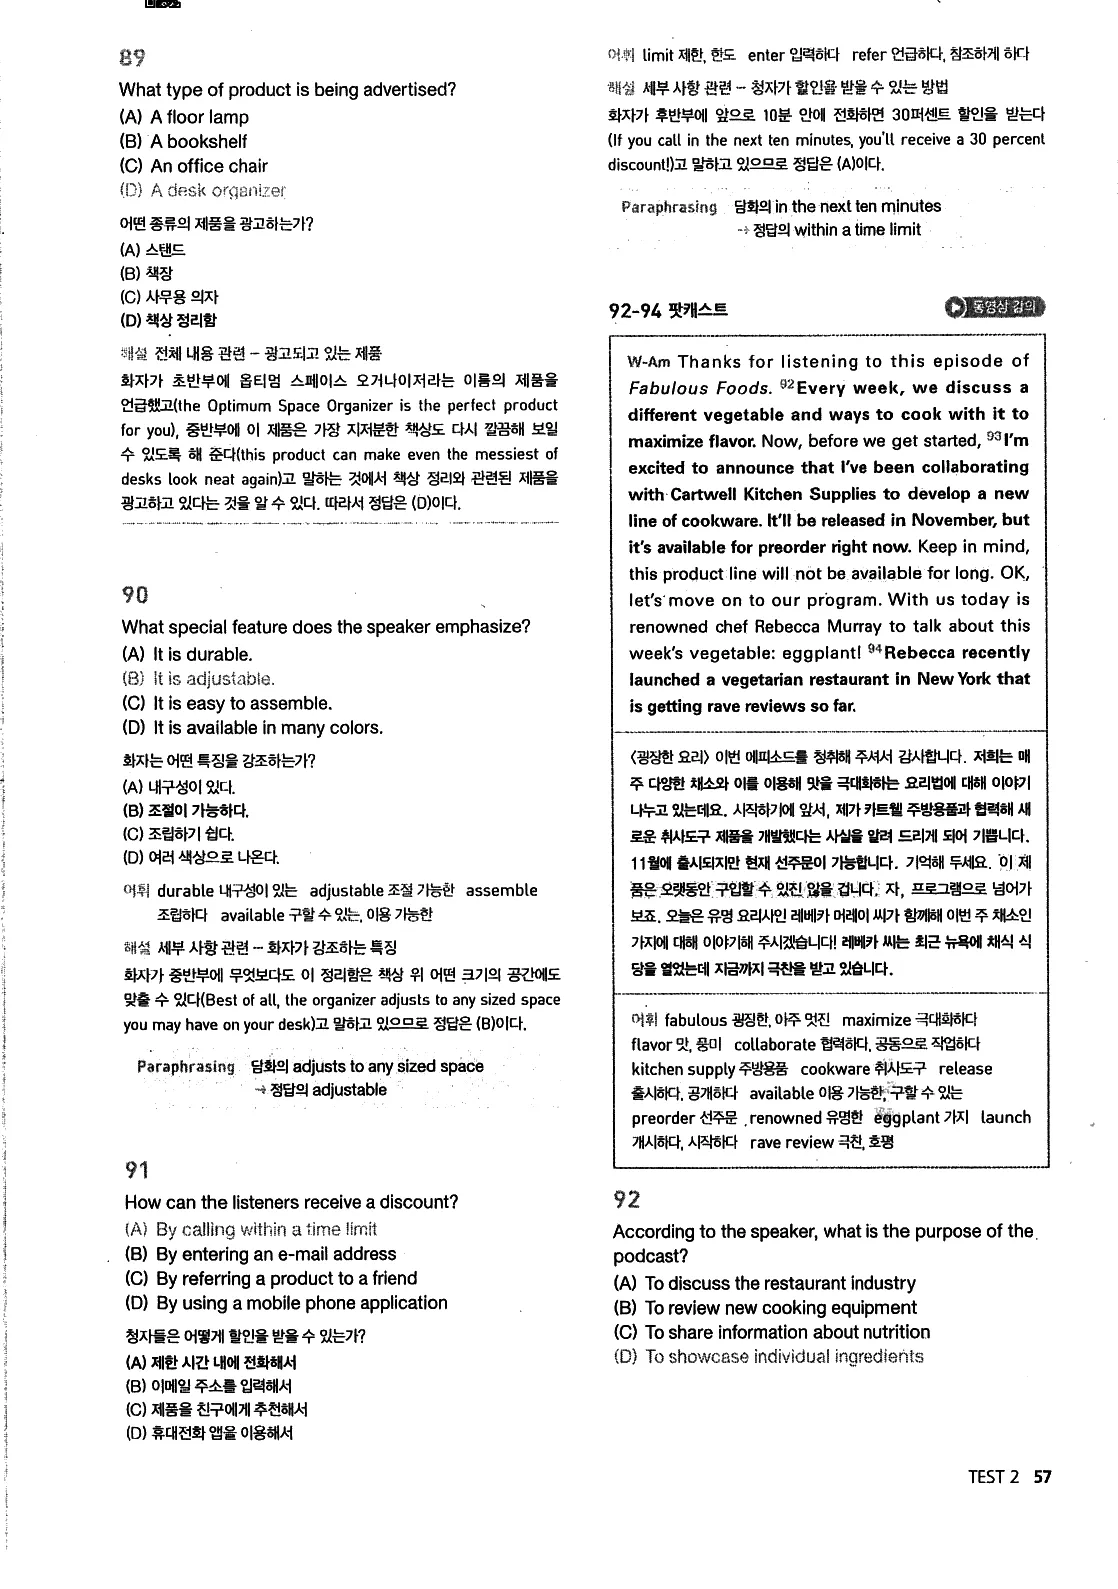 89
What type of product is being advertised?
(A) A floor lamp
(B) A bookshelf
(C) An office chair
(D) A desk organizer
어떤 종류의 제품을 광고하는가?
(A) 스탠드
(B) 책장
(C) 사무용 의자
(D) 책상 정리함
해설 전체 내용 관련 – 광고되고 있는 제품
화자가 초반부에 옵티멈 스페이스 오거나이저라는 이름의 제품을
언급했고(the Optimum Space Organizer is the perfect product
for you), 중반부에 이 제품은 가장 지저분한 책상도 다시 깔끔해 보일
수 있도록 해 준다(this product can make even the messiest of
desks look neat again)고 말하는 것에서 책상 정리와 관련된 제품을
광고하고 있다는 것을 알 수 있다. 따라서 정답은 (D)이다.
90
What special feature does the speaker emphasize?
(A) It is durable.
(B) It is adjustable.
(C) It is easy to assemble.
(D) It is available in many colors.
화자는 어떤 특징을 강조하는가?
(A) 내구성이 있다.
(B) 조절이 가능하다.
(C) 조립하기 쉽다.
(D) 여러 색상으로 나온다.
어휘 durable 내구성이 있는 adjustable 조절 가능한 assemble
조립하다 available 구할 수 있는, 이용 가능한
해설 세부 사항 관련 – 화자가 강조하는 특징
화자가 중반부에 무엇보다도 이 정리함은 책상 위 어떤 크기의 공간에도
맞출 수 있다(Best of all, the organizer adjusts to any sized space
you may have on your desk)고 말하고 있으므로 정답은 (B)이다.
Paraphrasing 담화의 adjusts to any sized space
→ 정답의 adjustable
91
How can the listeners receive a discount?
(A) By calling within a time limit
(B) By entering an e-mail address
(C) By referring a product to a friend
(D) By using a mobile phone application
청자들은 어떻게 할인을 받을 수 있는가?
(A) 제한 시간 내에 전화해서
(B) 이메일 주소를 입력해서
(C) 제품을 친구에게 추천해서
(D) 휴대전화 앱을 이용해서
어휘 limit 제한, 한도 enter 입력하다 refer 언급하다, 참조하게 하다
해설 세부 사항 관련 – 청자가 할인을 받을 수 있는 방법
화자가 후반부에 앞으로 10분 안에 전화하면 30퍼센트 할인을 받는다
(If you call in the next ten minutes, you'll receive a 30 percent
discount!)고 말하고 있으므로 정답은 (A)이다.
Paraphrasing 담화의 in the next ten minutes
→ 정답의 within a time limit
92-94 팟캐스트 동영상 강의
W-Am Thanks for listening to this episode of
Fabulous Foods. 92Every week, we discuss a
different vegetable and ways to cook with it to
maximize flavor. Now, before we get started, 93I'm
excited to announce that I've been collaborating
with Cartwell Kitchen Supplies to develop a new
line of cookware. It'll be released in November, but
it's available for preorder right now. Keep in mind,
this product line will not be available for long. OK,
let's move on to our program. With us today is
renowned chef Rebecca Murray to talk about this
week's vegetable: eggplant! 94Rebecca recently
launched a vegetarian restaurant in New York that
is getting rave reviews so far.
〈굉장한 요리〉 이번 에피소드를 청취해 주셔서 감사합니다. 저희는 매
주 다양한 채소와 이를 이용해 맛을 극대화하는 요리법에 대해 이야기
나누고 있는데요. 시작하기에 앞서, 제가 카트웰 주방용품과 협력해 새
로운 취사도구 제품을 개발했다는 사실을 알려 드리게 되어 기쁩니다.
11월에 출시되지만 현재 선주문이 가능합니다. 기억해 두세요. 이 제
품은 오랫동안 구입할 수 있진 않을 겁니다. 자, 프로그램으로 넘어가
보죠. 오늘은 유명 요리사인 레베카 머레이 씨가 함께해 이번 주 채소인
가지에 대해 이야기해 주시겠습니다! 레베카 씨는 최근 뉴욕에 채식 식
당을 열었는데 지금까지 극찬을 받고 있습니다.
어휘 fabulous 굉장한, 아주 멋진 maximize 극대화하다
flavor 맛, 풍미 collaborate 협력하다, 공동으로 작업하다
kitchen supply 주방용품 cookware 취사도구 release
출시하다, 공개하다 available 이용 가능한, 구할 수 있는
preorder 선주문 renowned 유명한 eggplant 가지 launch
개시하다, 시작하다 rave review 극찬, 호평
92
According to the speaker, what is the purpose of the
podcast?
(A) To discuss the restaurant industry
(B) To review new cooking equipment
(C) To share information about nutrition
(D) To showcase individual ingredients
TEST 2 57